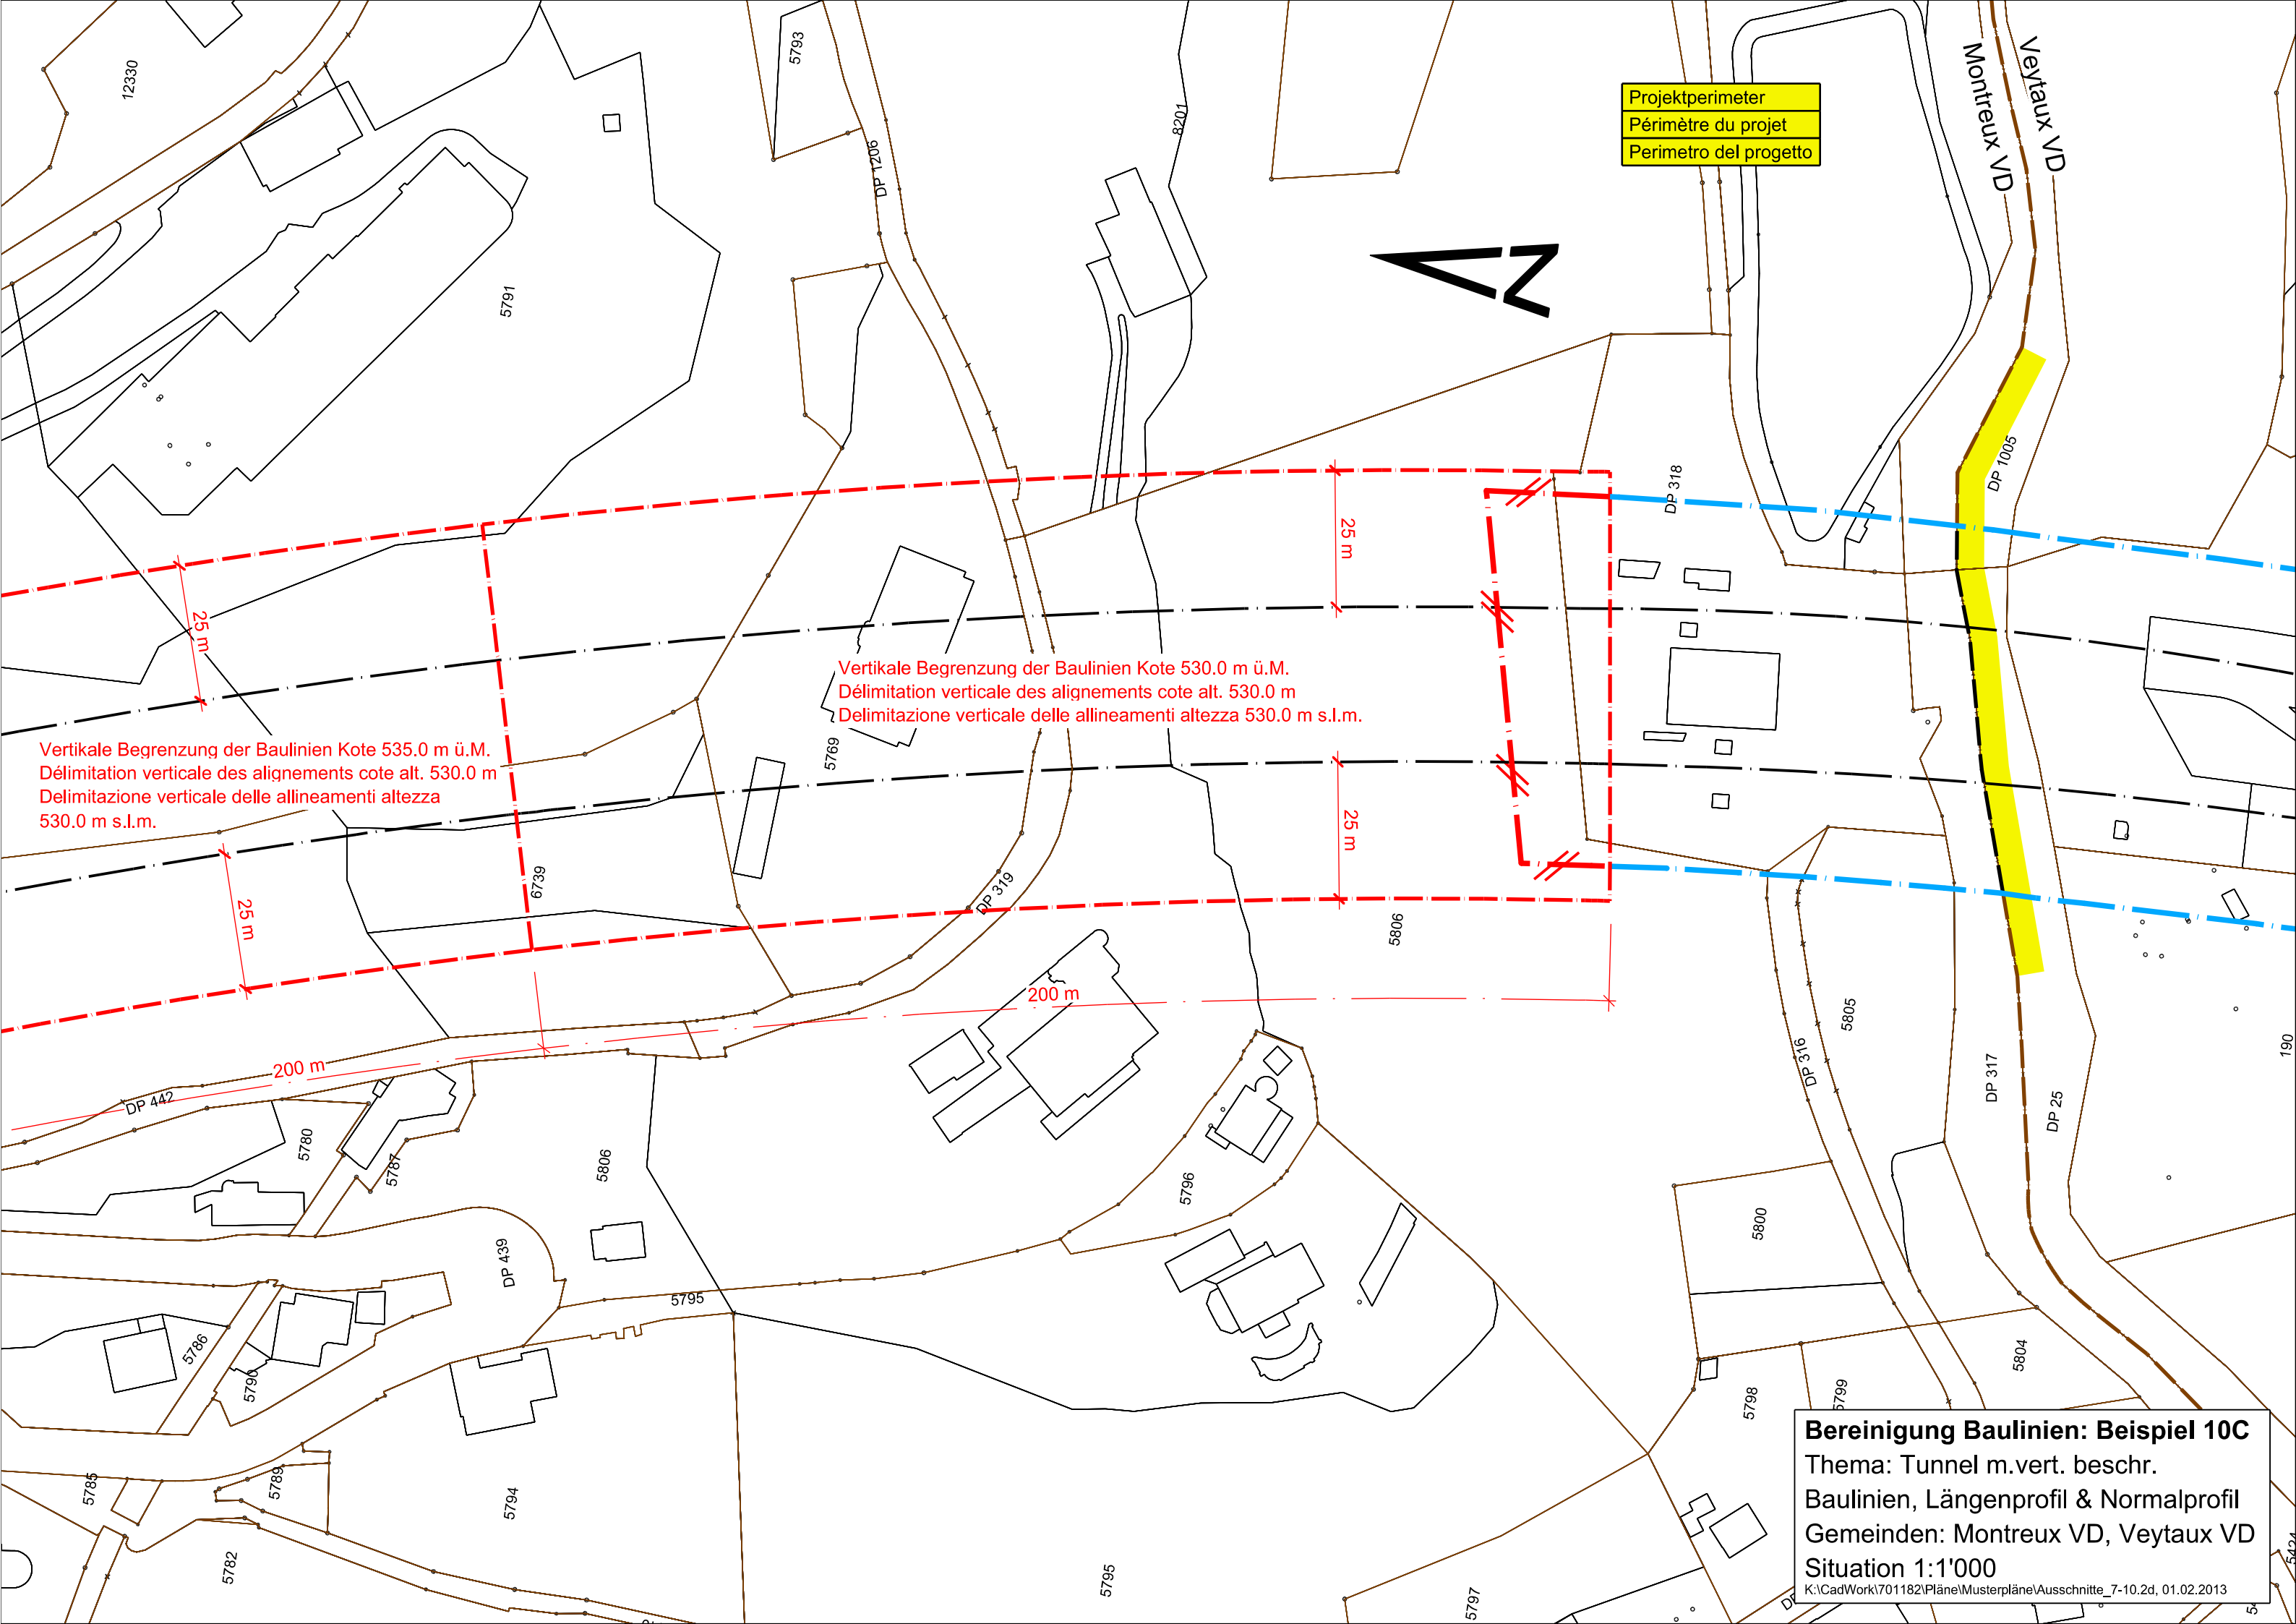 12330
5793
8201
DP 1206
Projektperimeter
Périmètre du projet
Perimetro del progetto
Montreux VD
Veytaux VD
5791
DP 318
DP 1005
25 m
25 m
Vertikale Begrenzung der Baulinien Kote 530.0 m ü.M.
Délimitation verticale des alignements cote alt. 530.0 m
Delimitazione verticale delle allineamenti altezza 530.0 m s.l.m.
Vertikale Begrenzung der Baulinien Kote 535.0 m ü.M.
Délimitation verticale des alignements cote alt. 530.0 m
Delimitazione verticale delle allineamenti altezza
530.0 m s.l.m.
5769
25 m
25 m
6739
DP 319
5806
200 m
200 m
DP 442
5780
5787
5806
5796
5805
DP 316
DP 317
DP 25
190
5800
DP 439
5795
5786
5790
5804
5798
5799
5785
5789
5794
5782
5795
5797
Bereinigung Baulinien: Beispiel 10C
Thema: Tunnel m.vert. beschr.
Baulinien, Längenprofil & Normalprofil
Gemeinden: Montreux VD, Veytaux VD
Situation 1:1'000
K:\CadWork\701182\Pläne\Musterpläne\Ausschnitte_7-10.2d, 01.02.2013